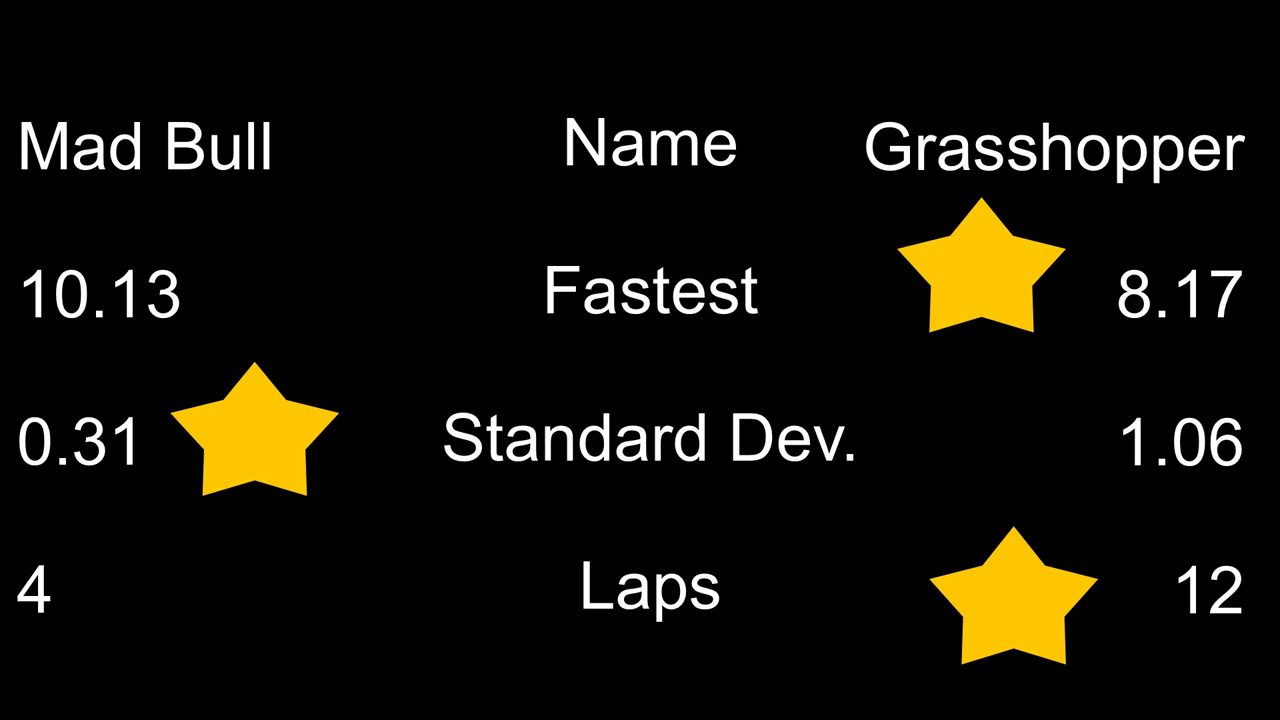 Mad Bull Name Grasshopper
10.13 Fastest 8.17
0.31 Standard Dev. 1.06
4 Laps 12